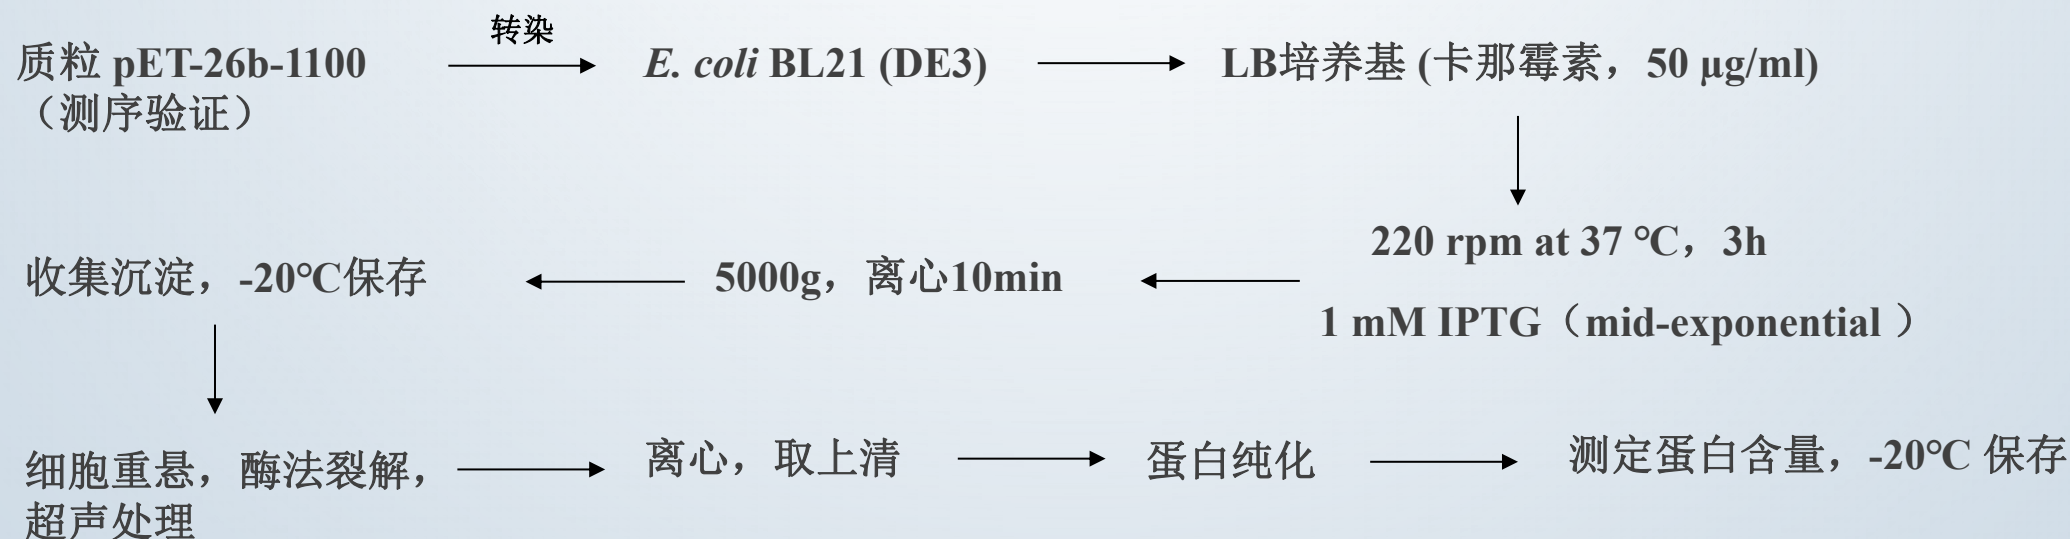 转染
质粒 pET-26b-1100
（测序验证）
E. coli BL21 (DE3)
LB培养基 (卡那霉素，50 μg/ml)
220 rpm at 37 ℃，3h
1 mM IPTG（mid-exponential ）
5000g，离心10min
收集沉淀，-20℃保存
细胞重悬，酶法裂解，
超声处理
离心，取上清
蛋白纯化
测定蛋白含量，-20℃ 保存